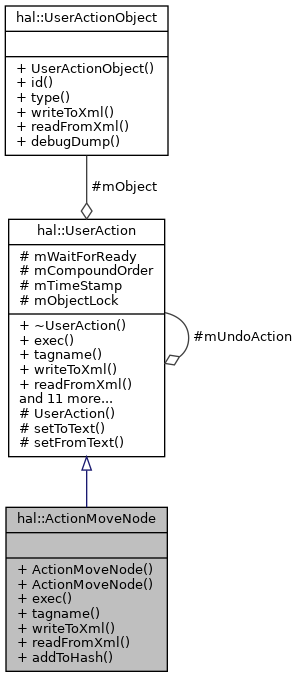 hal::UserActionObject
+ UserActionObject()
+ id()
+ type()
+ writeToXml()
+ readFromXml()
+ debugDump()
#mObject
hal::UserAction
# mWaitForReady
# mCompoundOrder
# mTimeStamp
# mObjectLock
+ ~UserAction()
+ exec()
+ tagname()
+ writeToXml()
+ readFromXml()
and 11 more...
# UserAction()
# setToText()
# setFromText()
#mUndoAction
hal::ActionMoveNode
+ ActionMoveNode()
+ ActionMoveNode()
+ exec()
+ tagname()
+ writeToXml()
+ readFromXml()
+ addToHash()